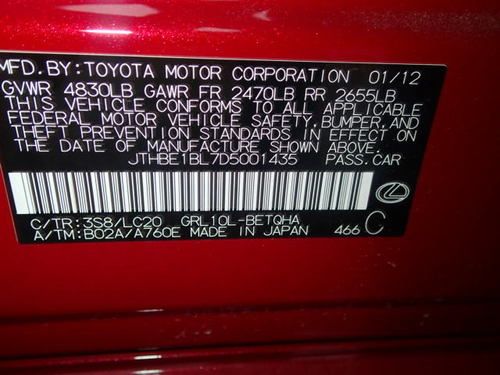 MFD. BY: TOYOTA MOTOR CORPORATION 01/12
GVWR 4830LB GAWR FR 2470LB RR 2655LB
THIS VEHICLE CONFORMS TO ALL APPLICABLE
FEDERAL MOTOR VEHICLE SAFETY, BUMPER, AND
THEFT PREVENTION STANDARDS IN EFFECT ON
THE DATE OF MANUFACTURE SHOWN ABOVE.
JTHBE1BL7D5001435 PASS.CAR
C/TR: 3S8/LC20 GRL10L-BETQHA
A/TM: B02A/A760E MADE IN JAPAN 466 C